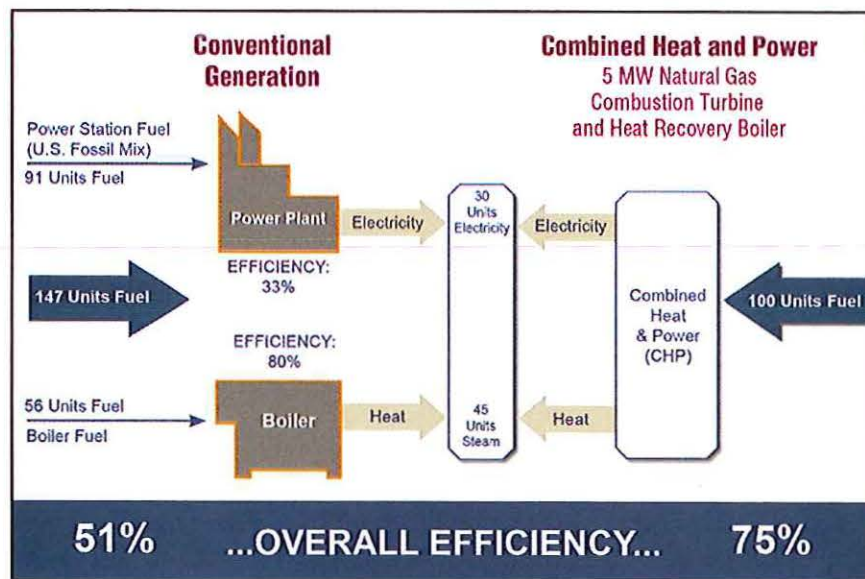 Conventional
Generation
Combined Heat and Power
5 MW Natural Gas
Combustion Turbine
and Heat Recovery Boiler
Power Station Fuel
(U.S. Fossil Mix)
91 Units Fuel
Power Plant
Electricity
30
Units
Electricity
Electricity
EFFICIENCY:
33%
147 Units Fuel
Combined
Heat
& Power
(CHP)
100 Units Fuel
EFFICIENCY:
80%
56 Units Fuel
Boiler Fuel
Boiler
Heat
45
Units
Steam
Heat
51% ...OVERALL EFFICIENCY... 75%